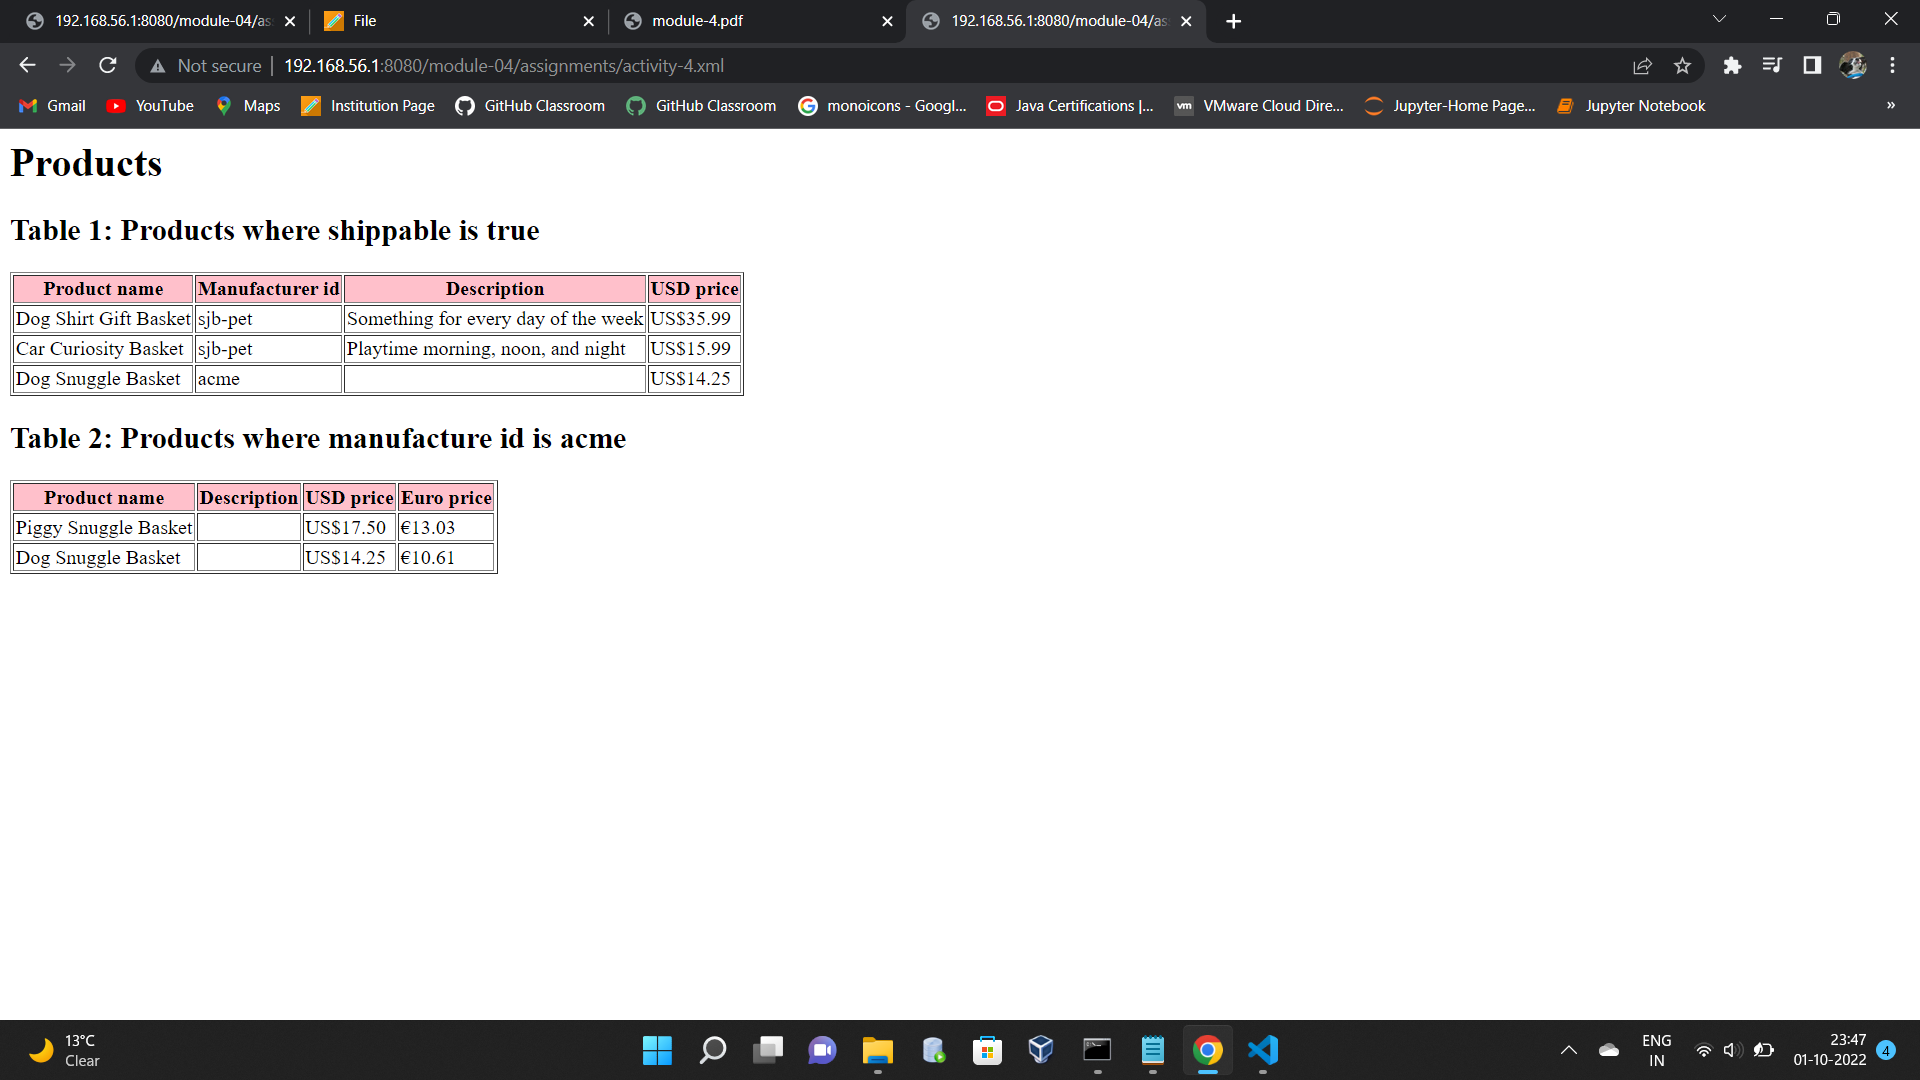 192.168.56.1:8080/module-04/as
File
module-4.pdf
192.168.56.1:8080/module-04/as
Not secure | 192.168.56.1:8080/module-04/assignments/activity-4.xml
Gmail YouTube Maps Institution Page GitHub Classroom GitHub Classroom monoicons - Googl... Java Certifications |... vm VMware Cloud Dire... Jupyter-Home Page... Jupyter Notebook »
Products
Table 1: Products where shippable is true
Product name Manufacturer id Description USD price
Dog Shirt Gift Basket sjb-pet Something for every day of the week US$35.99
Car Curiosity Basket sjb-pet Playtime morning, noon, and night US$15.99
Dog Snuggle Basket acme US$14.25
Table 2: Products where manufacture id is acme
Product name Description USD price Euro price
Piggy Snuggle Basket US$17.50 €13.03
Dog Snuggle Basket US$14.25 €10.61
13°C
Clear
ENG
IN
23:47
01-10-2022
4